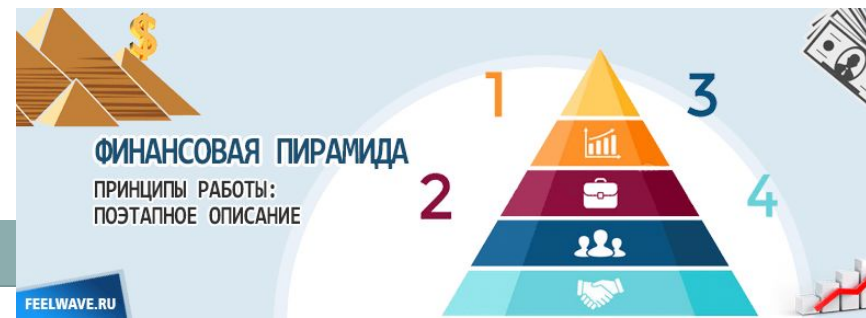 ФИНАНСОВАЯ ПИРАМИДА
ПРИНЦИПЫ РАБОТЫ:
ПОЭТАПНОЕ ОПИСАНИЕ
1
2
3
4
$
FEELWAVE.RU